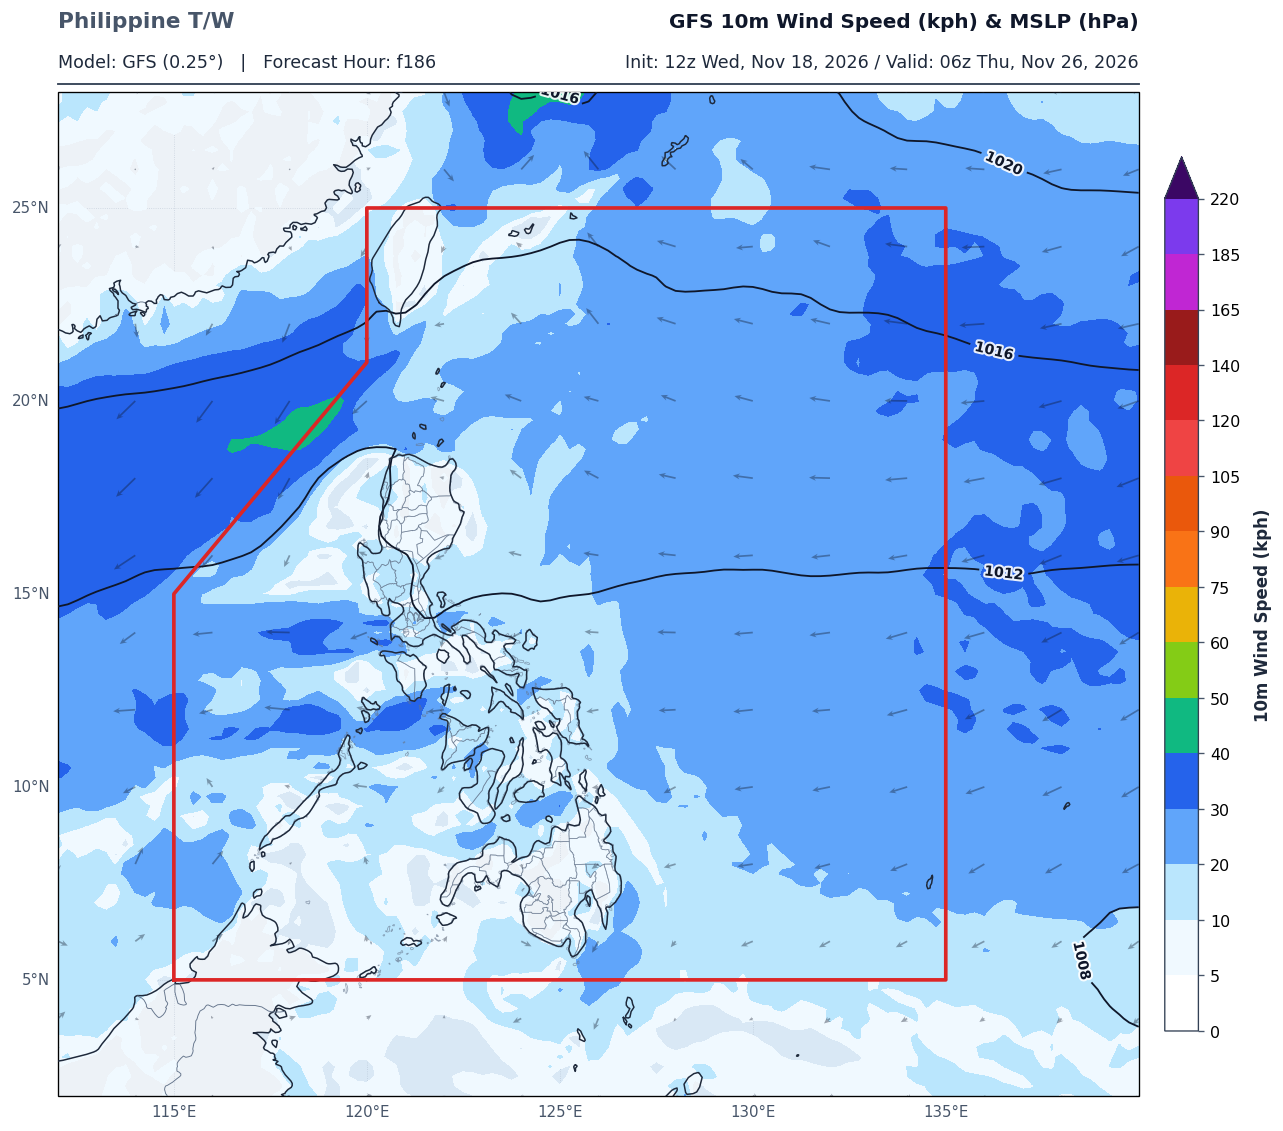 Philippine T/W
GFS 10m Wind Speed (kph) & MSLP (hPa)
Model: GFS (0.25°)   |   Forecast Hour: f186
Init: 12z Wed, Nov 18, 2026 / Valid: 06z Thu, Nov 26, 2026
1016
1020
1016
1012
1008
25°N
20°N
15°N
10°N
5°N
115°E
120°E
125°E
130°E
135°E
220
185
165
140
120
105
90
75
60
50
40
30
20
10
5
0
10m Wind Speed (kph)